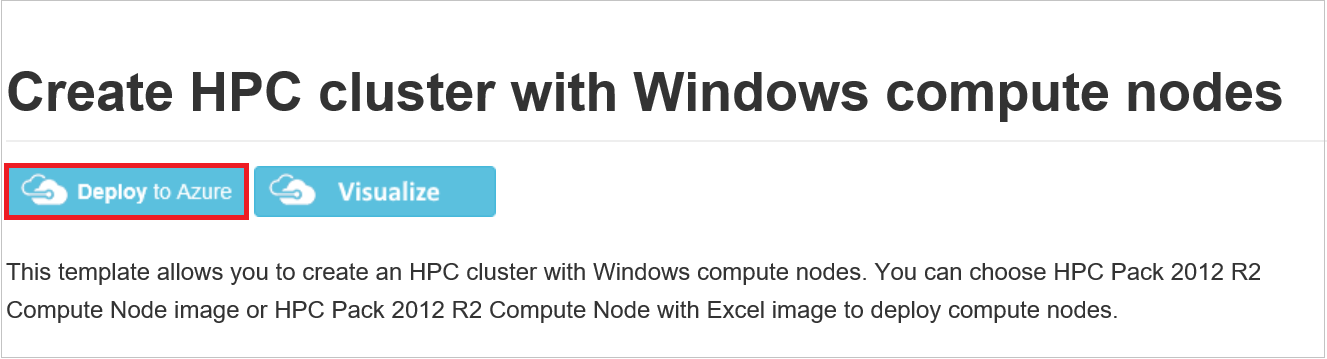 Create HPC cluster with Windows compute nodes
Deploy to Azure Visualize
This template allows you to create an HPC cluster with Windows compute nodes. You can choose HPC Pack 2012 R2
Compute Node image or HPC Pack 2012 R2 Compute Node with Excel image to deploy compute nodes.